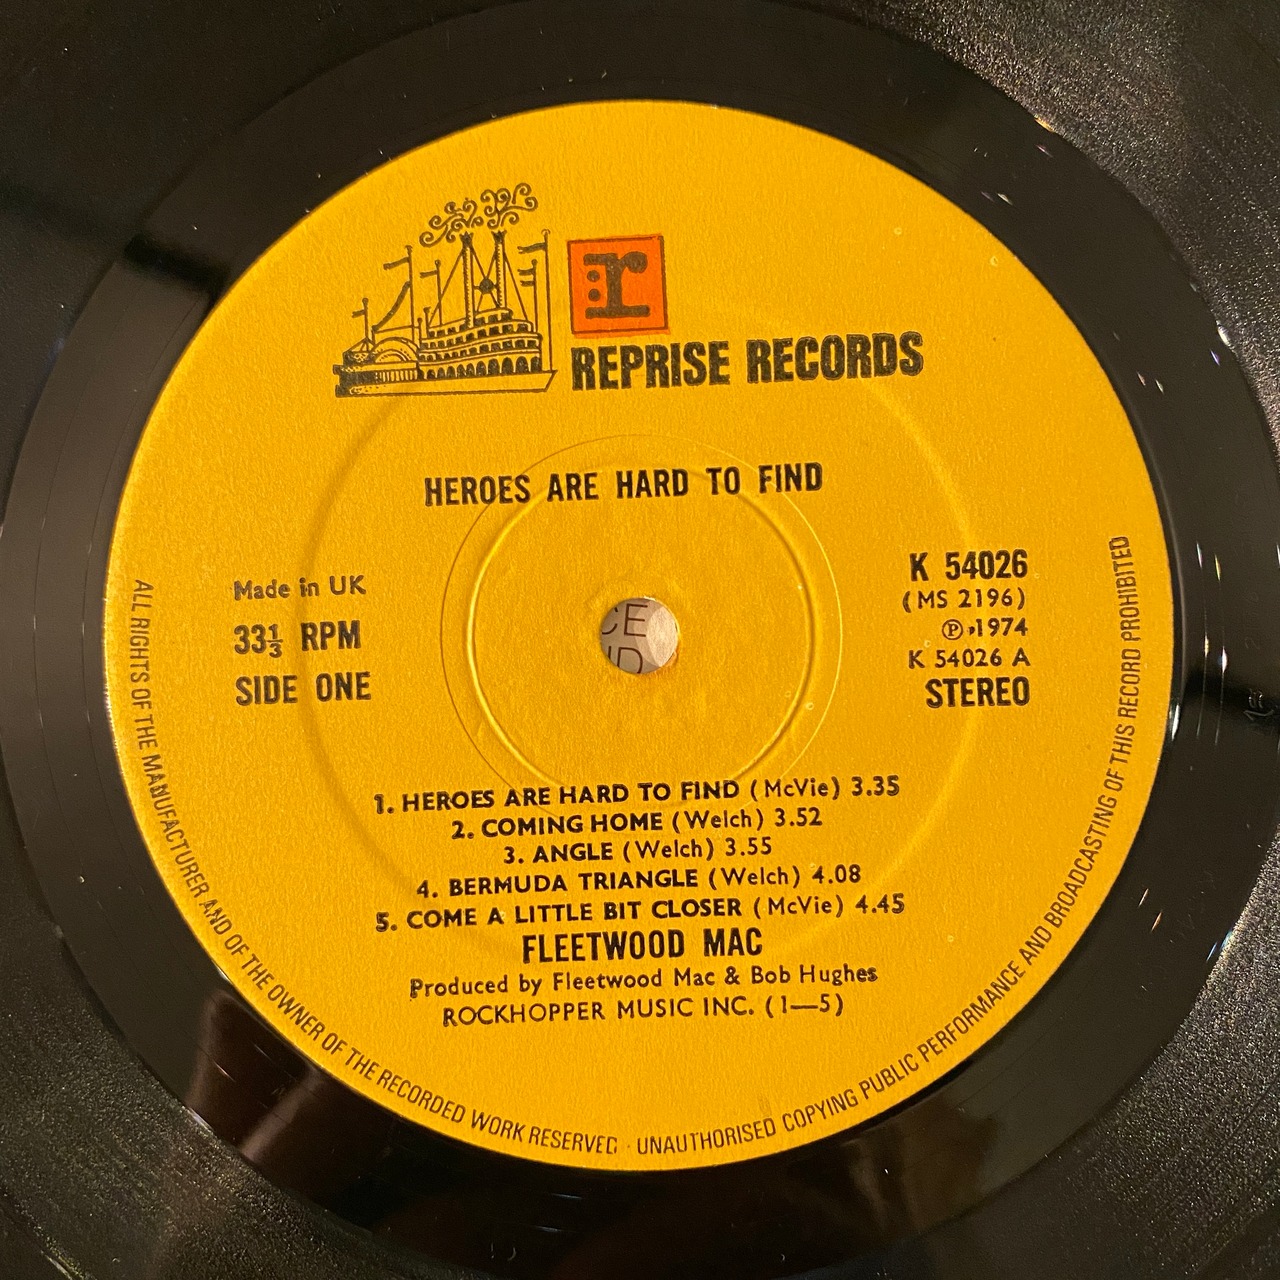 r
REPRISE RECORDS
HEROES ARE HARD TO FIND
Made in UK
33⅓ RPM
SIDE ONE
K 54026
(MS 2196)
℗ 1974
K 54026 A
STEREO
1. HEROES ARE HARD TO FIND (McVie) 3.35
2. COMING HOME (Welch) 3.52
3. ANGLE (Welch) 3.55
4. BERMUDA TRIANGLE (Welch) 4.08
5. COME A LITTLE BIT CLOSER (McVie) 4.45
FLEETWOOD MAC
Produced by Fleetwood Mac & Bob Hughes
ROCKHOPPER MUSIC INC. (1—5)
ALL RIGHTS OF THE MANUFACTURER AND OF THE OWNER OF THE RECORDED WORK RESERVED · UNAUTHORISED COPYING PUBLIC PERFORMANCE AND BROADCASTING OF THIS RECORD PROHIBITED